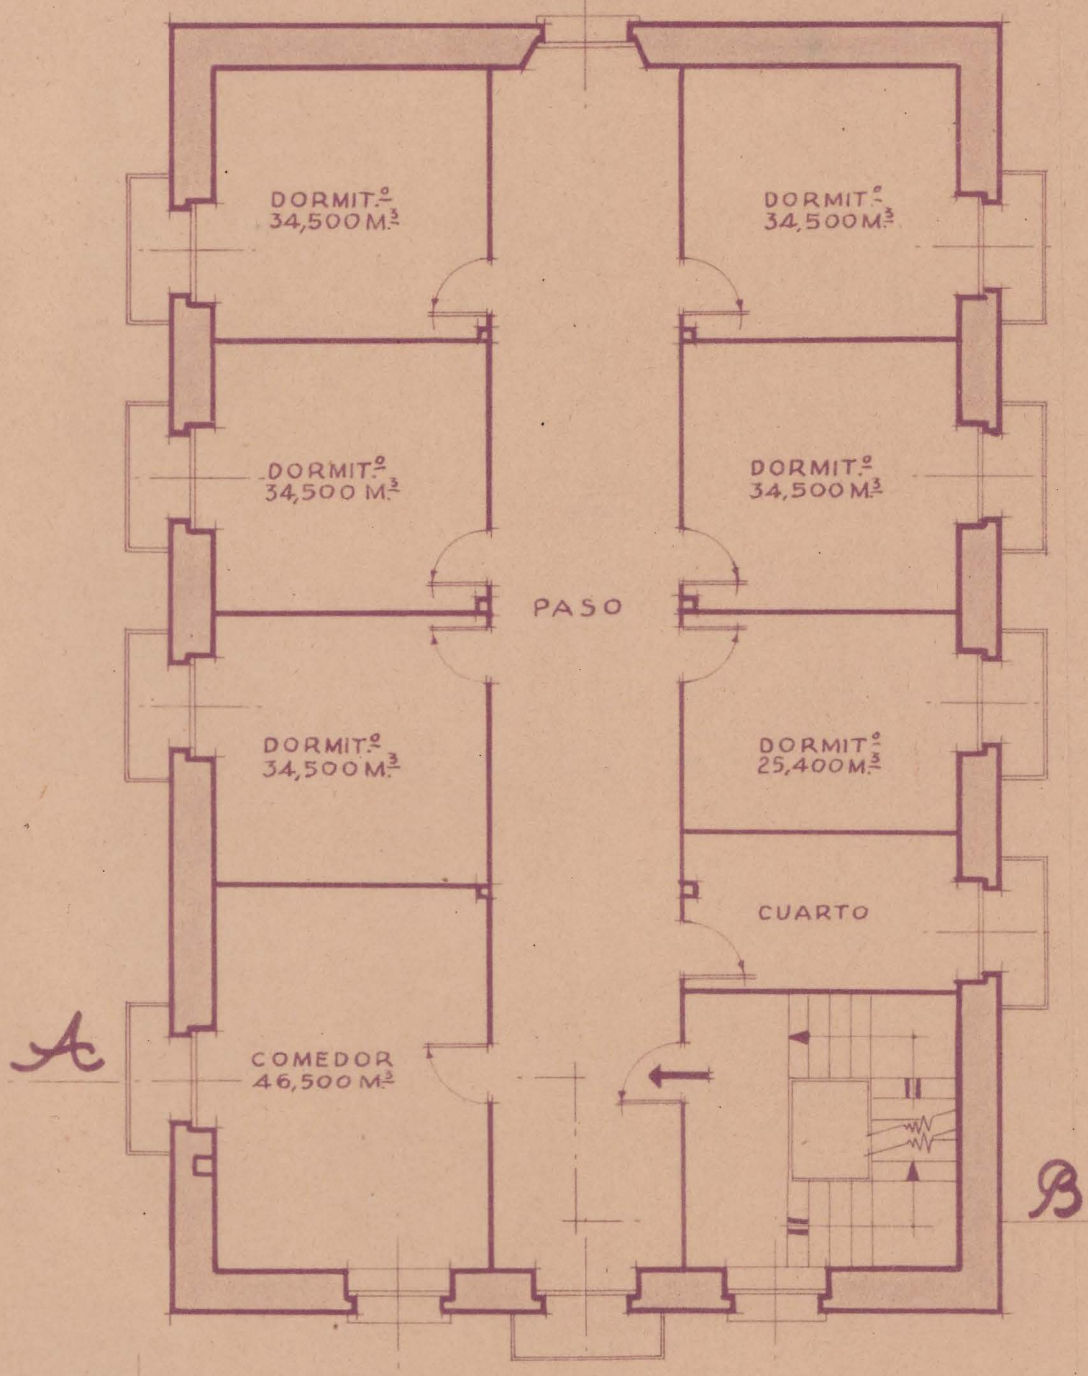 DORMIT.º
34,500 M.³
DORMIT.º
34,500 M.³
DORMIT.º
34,500 M.³
DORMIT.º
34,500 M.³
PASO
DORMIT.º
34,500 M.³
DORMIT.º
25,400 M.³
CUARTO
A
COMEDOR
46,500 M.³
B